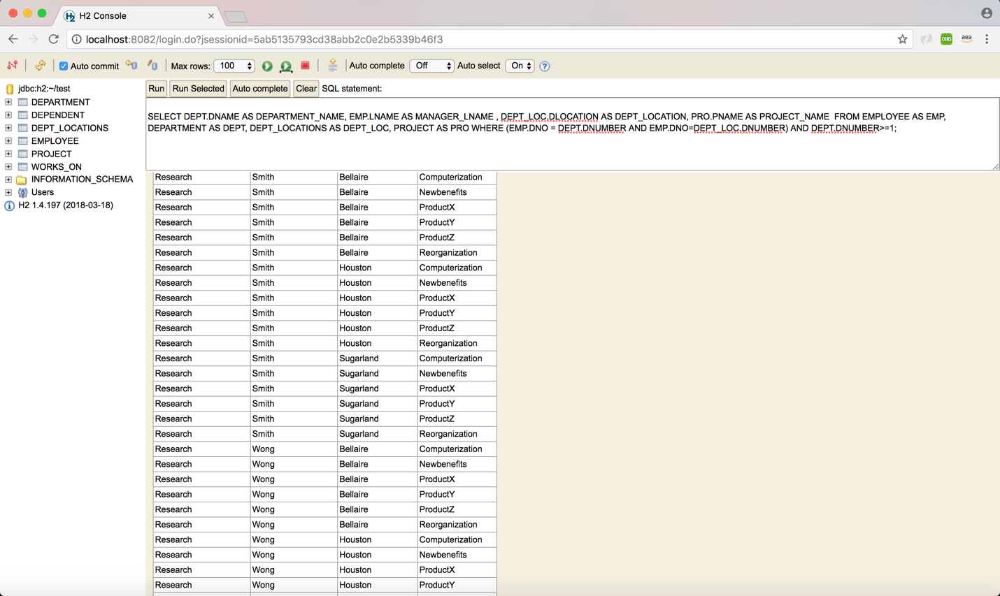 H2 Console
localhost:8082/login.do?jsessionid=5ab5135793cd38abb2c0e2b5339b46f3
CORS
aea
Auto commit
Max rows:
100
Auto complete
Off
Auto select
On
jdbc:h2:~/test
DEPARTMENT
DEPENDENT
DEPT_LOCATIONS
EMPLOYEE
PROJECT
WORKS_ON
INFORMATION_SCHEMA
Users
H2 1.4.197 (2018-03-18)
Run Run Selected Auto complete Clear SQL statement:
SELECT DEPT.DNAME AS DEPARTMENT_NAME, EMP.LNAME AS MANAGER_LNAME , DEPT_LOC.DLOCATION AS DEPT_LOCATION, PRO.PNAME AS PROJECT_NAME  FROM EMPLOYEE AS EMP,
DEPARTMENT AS DEPT, DEPT_LOCATIONS AS DEPT_LOC, PROJECT AS PRO WHERE (EMP.DNO = DEPT.DNUMBER AND EMP.DNO=DEPT_LOC.DNUMBER) AND DEPT.DNUMBER>=1;
Research Smith Bellaire Computerization
Research Smith Bellaire Newbenefits
Research Smith Bellaire ProductX
Research Smith Bellaire ProductY
Research Smith Bellaire ProductZ
Research Smith Bellaire Reorganization
Research Smith Houston Computerization
Research Smith Houston Newbenefits
Research Smith Houston ProductX
Research Smith Houston ProductY
Research Smith Houston ProductZ
Research Smith Houston Reorganization
Research Smith Sugarland Computerization
Research Smith Sugarland Newbenefits
Research Smith Sugarland ProductX
Research Smith Sugarland ProductY
Research Smith Sugarland ProductZ
Research Smith Sugarland Reorganization
Research Wong Bellaire Computerization
Research Wong Bellaire Newbenefits
Research Wong Bellaire ProductX
Research Wong Bellaire ProductY
Research Wong Bellaire ProductZ
Research Wong Bellaire Reorganization
Research Wong Houston Computerization
Research Wong Houston Newbenefits
Research Wong Houston ProductX
Research Wong Houston ProductY